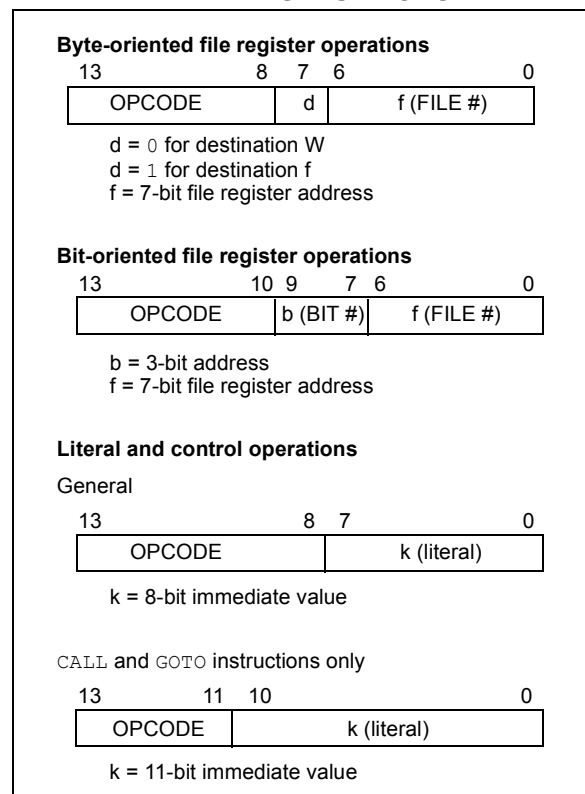 Byte-oriented file register operations
13 8 7 6 0
OPCODE d f (FILE #)
d = 0 for destination W
d = 1 for destination f
f = 7-bit file register address
Bit-oriented file register operations
13 10 9 7 6 0
OPCODE b (BIT #) f (FILE #)
b = 3-bit address
f = 7-bit file register address
Literal and control operations
General
13 8 7 0
OPCODE k (literal)
k = 8-bit immediate value
CALL and GOTO instructions only
13 11 10 0
OPCODE k (literal)
k = 11-bit immediate value